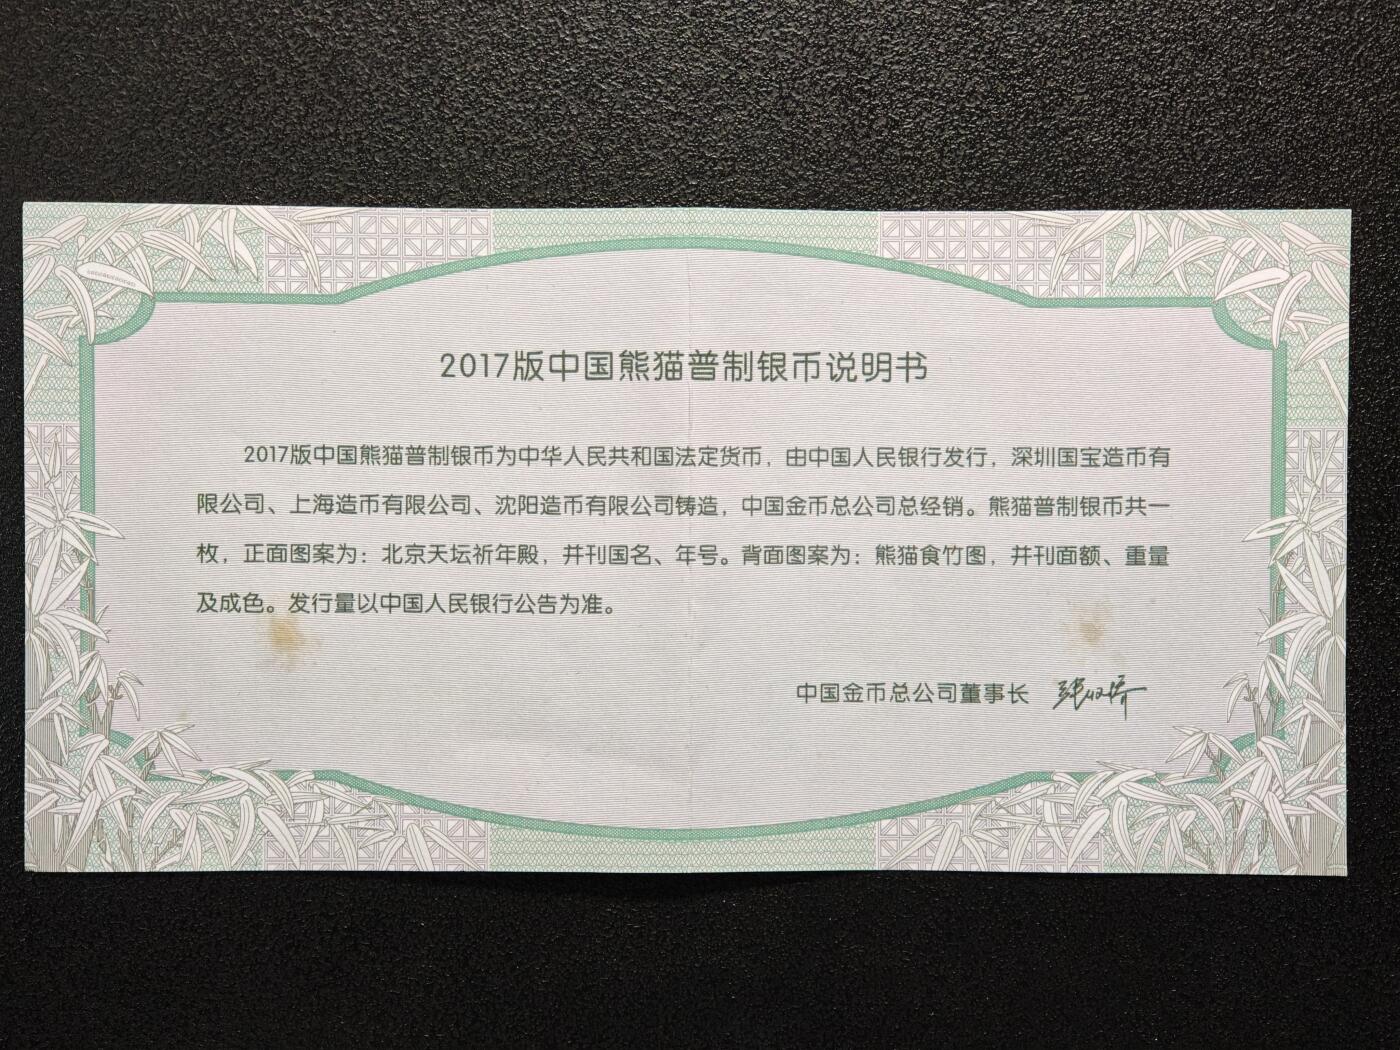 2017版中国熊猫普制银币说明书
2017版中国熊猫普制银币为中华人民共和国法定货币，由中国人民银行发行，深圳国宝造币有
限公司、上海造币有限公司、沈阳造币有限公司铸造，中国金币总公司总经销。熊猫普制银币共一
枚，正面图案为：北京天坛祈年殿，并刊国名、年号。背面图案为：熊猫食竹图，并刊面额、重量
及成色。发行量以中国人民银行公告为准。
中国金币总公司董事长